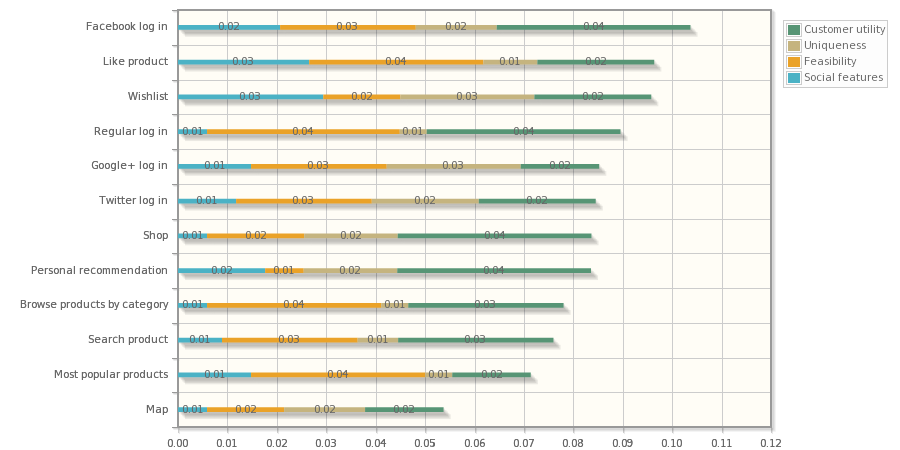 Facebook log in 0.02 0.03 0.02 0.04
Customer utility
Uniqueness
Feasibility
Social features
Like product 0.03 0.04 0.01 0.02
Wishlist 0.03 0.02 0.03 0.02
Regular log in 0.01 0.04 0.01 0.04
Google+ log in 0.01 0.03 0.03 0.02
Twitter log in 0.01 0.03 0.02 0.02
Shop 0.01 0.02 0.02 0.04
Personal recommendation 0.02 0.01 0.02 0.04
Browse products by category 0.01 0.04 0.01 0.03
Search product 0.01 0.03 0.01 0.03
Most popular products 0.01 0.04 0.01 0.02
Map 0.01 0.02 0.02 0.02
0.00 0.01 0.02 0.03 0.04 0.05 0.06 0.07 0.08 0.09 0.10 0.11 0.12